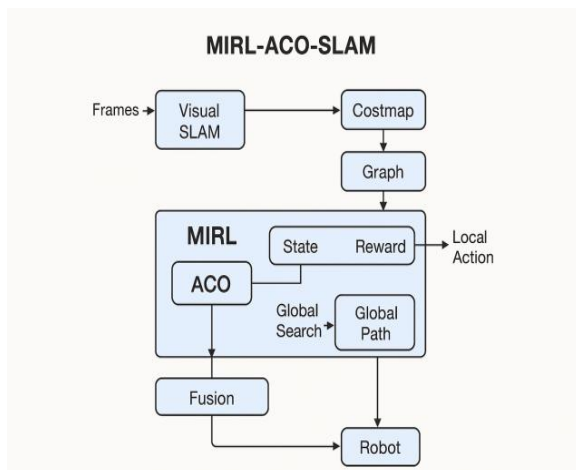 MIRL-ACO-SLAM
Frames
Visual
SLAM
Costmap
Graph
MIRL
State
Reward
Local
Action
ACO
Global
Search
Global
Path
Fusion
Robot